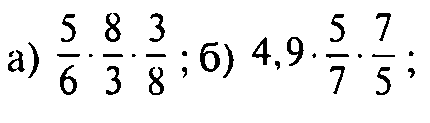 а) 5/6 · 8/3 · 3/8 ; б) 4,9 · 5/7 · 7/5 ;